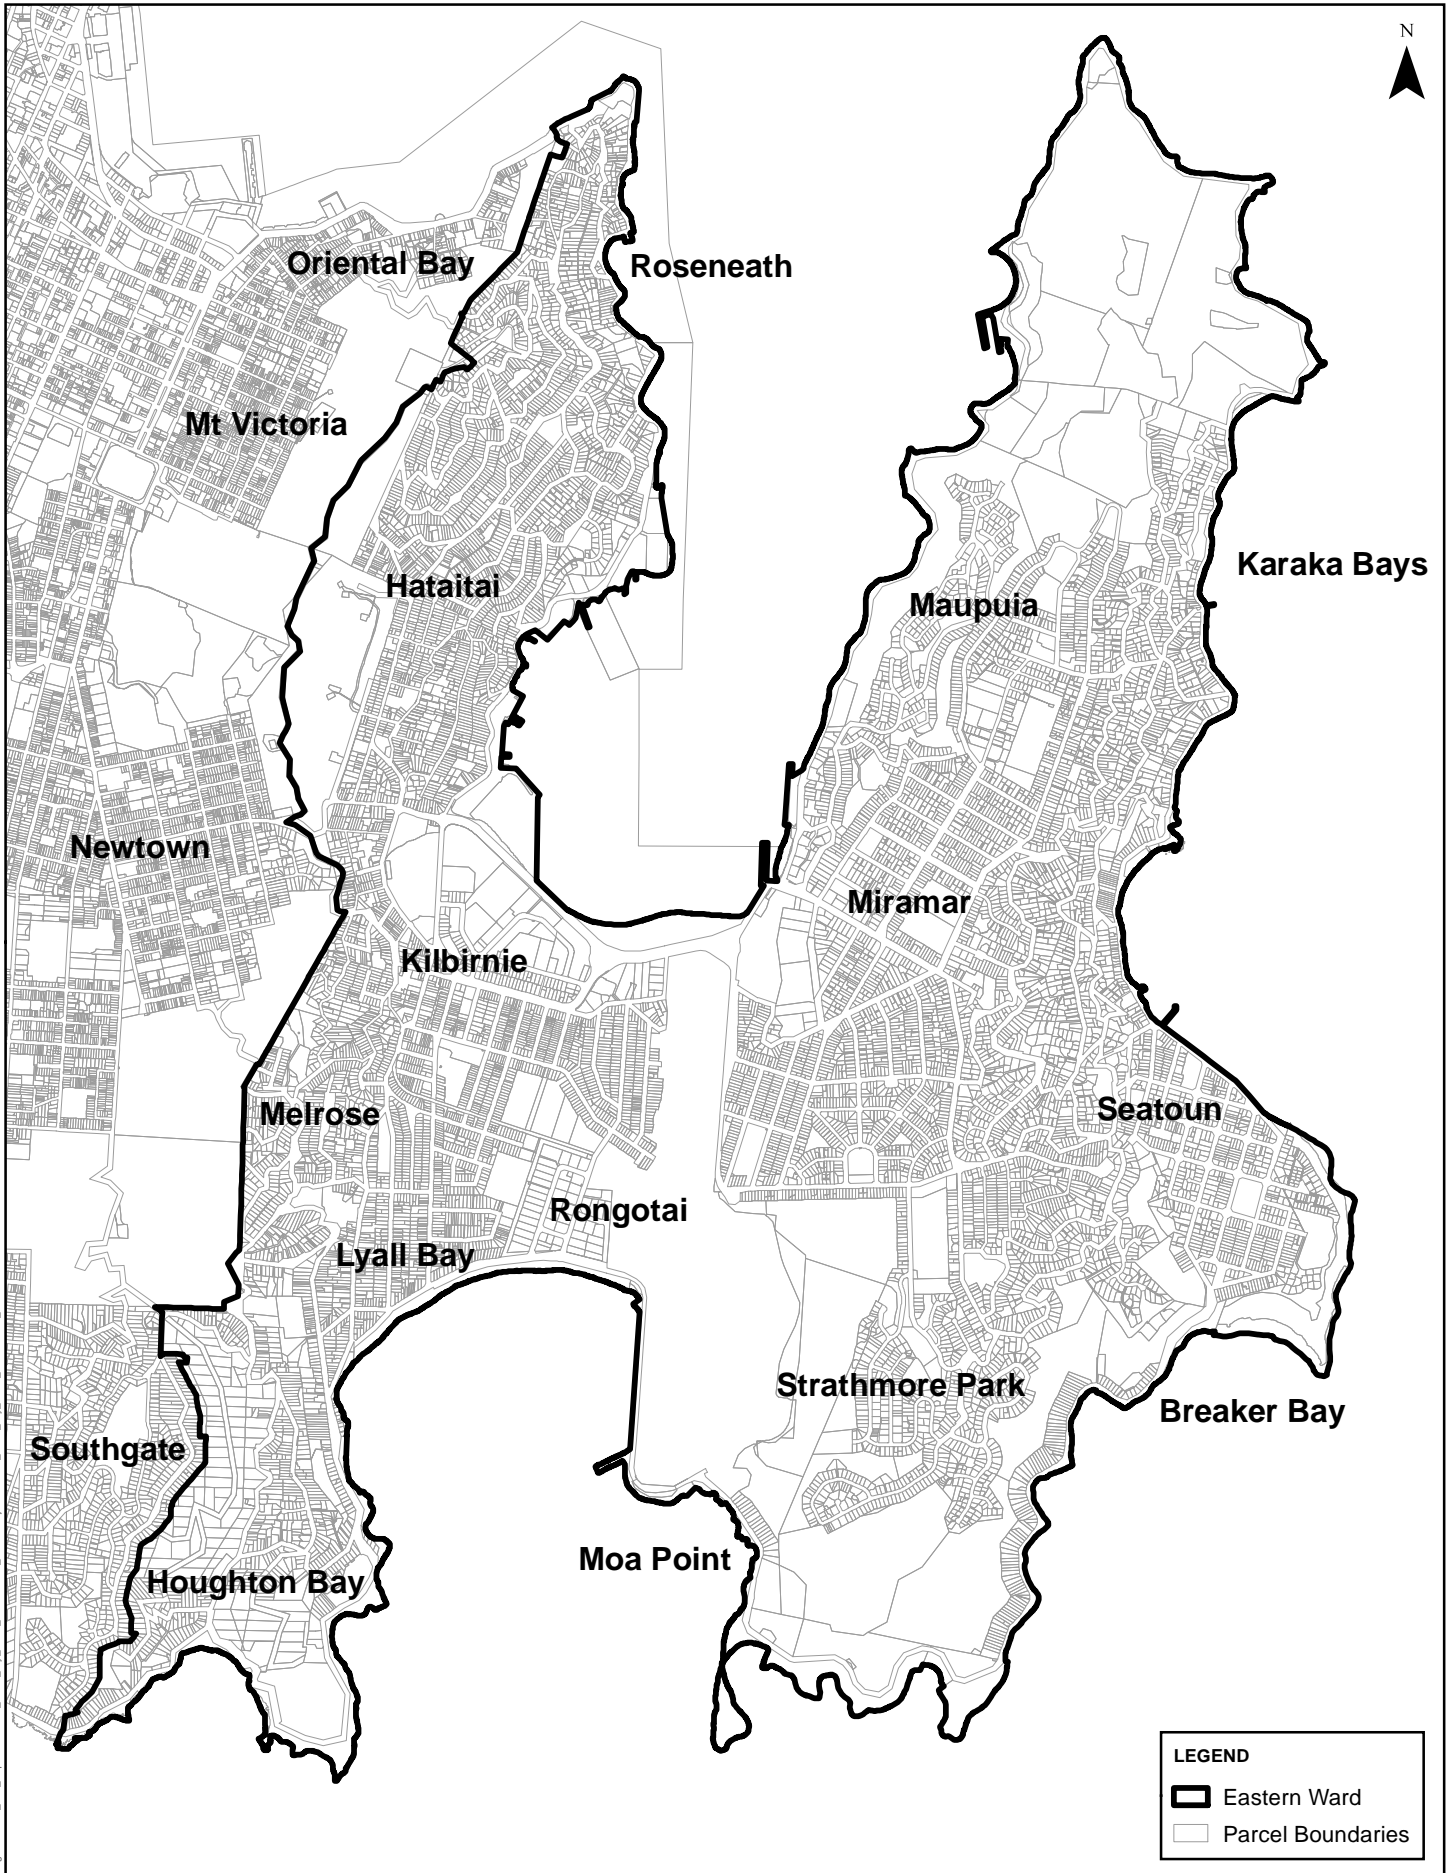 N
Oriental Bay
Roseneath
Mt Victoria
Karaka Bays
Hataitai
Maupuia
Newtown
Miramar
Kilbirnie
Melrose
Seatoun
Rongotai
Lyall Bay
Strathmore Park
Breaker Bay
Southgate
Moa Point
Houghton Bay
LEGEND
Eastern Ward
Parcel Boundaries